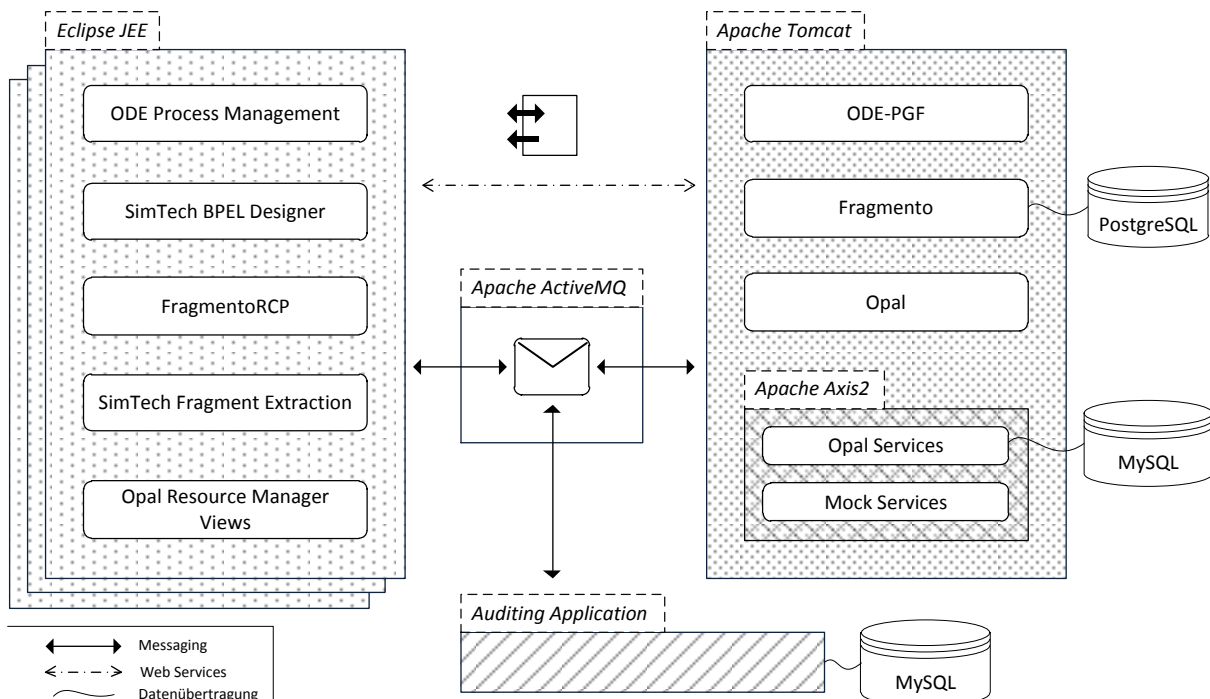 Eclipse JEE
ODE Process Management
SimTech BPEL Designer
FragmentoRCP
SimTech Fragment Extraction
Opal Resource Manager
Views
Apache ActiveMQ
Apache Tomcat
ODE-PGF
Fragmento
Opal
Apache Axis2
Opal Services
Mock Services
PostgreSQL
MySQL
Auditing Application
MySQL
Messaging
Web Services
Datenübertragung